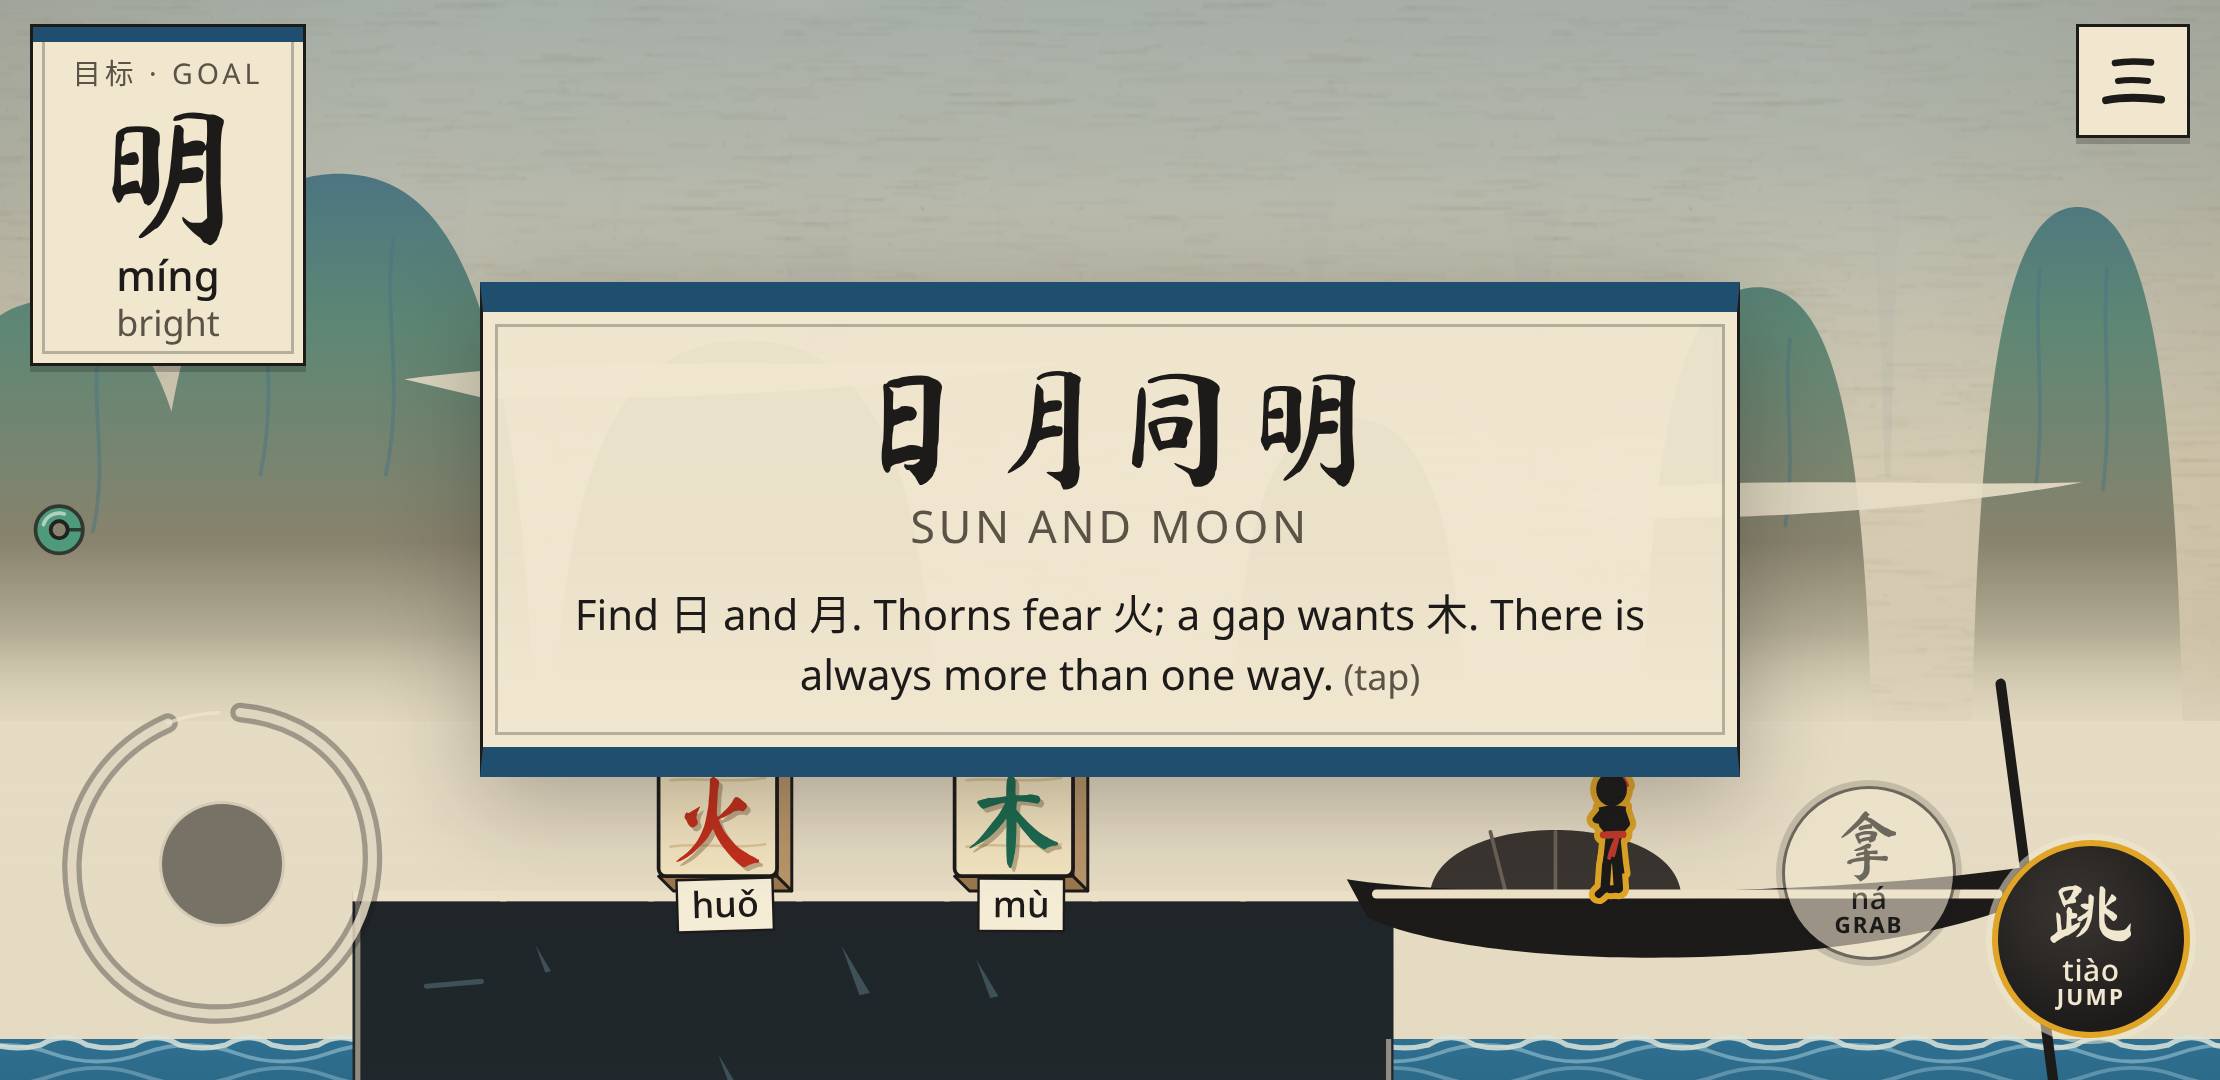 目标 · GOAL
明
míng
bright
三
日月同明
SUN AND MOON
Find 日 and 月. Thorns fear 火; a gap wants 木. There is
always more than one way. (tap)
火
huǒ
木
mù
拿
ná
GRAB
跳
tiào
JUMP